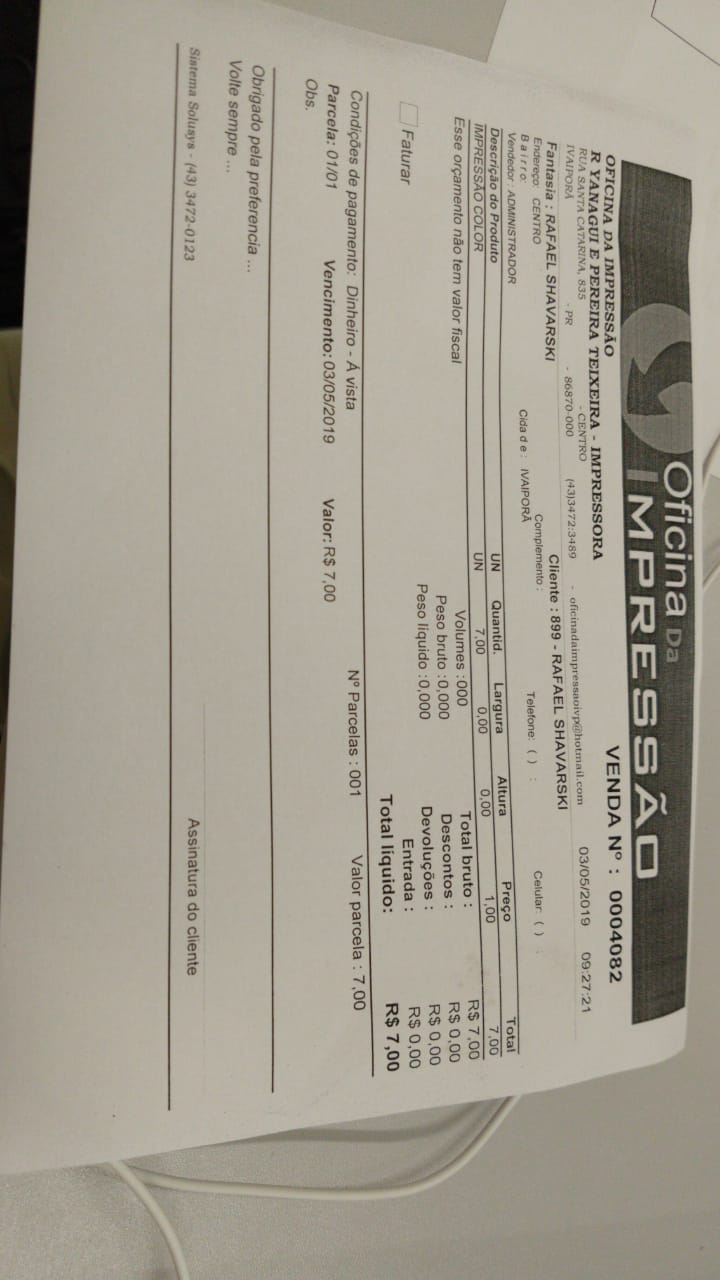 Oficina Da
IMPRESSÃO
OFICINA DA IMPRESSÃO VENDA Nº : 0004082
R YANAGUI E PEREIRA TEIXEIRA - IMPRESSORA
RUA SANTA CATARINA, 835 - CENTRO 03/05/2019 09:27:21
IVAIPORÃ - PR - 86870-000 (43)3472-3489 - oficinadaimpressaoivp@hotmail.com
Fantasia : RAFAEL SHAVARSKI Cliente : 899 - RAFAEL SHAVARSKI
Endereço: CENTRO Complemento : Telefone: ( ) : Celular: ( ) :
Bairro: Cidade: IVAIPORÃ
Vendedor : ADMINISTRADOR
Descrição do Produto UN Quantid. Largura Altura Preço Total
IMPRESSÃO COLOR UN 7,00 0,00 0,00 1,00 7,00
Esse orçamento não tem valor fiscal Volumes :000 Total bruto : R$ 7,00
Peso bruto :0,000 Descontos : R$ 0,00
Peso líquido :0,000 Devoluções : R$ 0,00
Faturar Entrada : R$ 0,00
Total líquido: R$ 7,00
Condições de pagamento: Dinheiro - Á vista Nº Parcelas : 001 Valor parcela : 7,00
Parcela: 01/01 Vencimento: 03/05/2019 Valor: R$ 7,00
Obs.
Obrigado pela preferencia ...
Volte sempre ...
Assinatura do cliente
Sistema Solusys - (43) 3472-0123